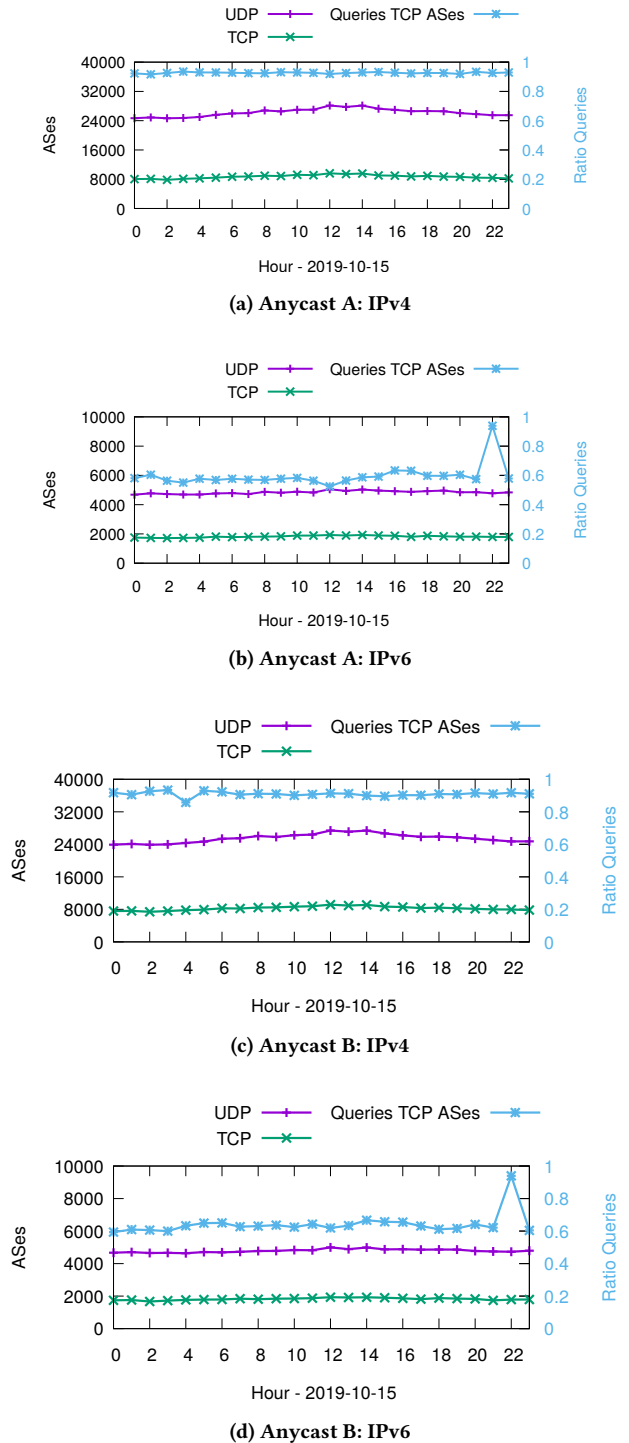 UDP Queries TCP ASes
TCP
40000 1
32000 0.8
24000 0.6
16000 0.4
8000 0.2
0 0
ASes
Ratio Queries
0 2 4 6 8 10 12 14 16 18 20 22
Hour - 2019-10-15
(a) Anycast A: IPv4
UDP Queries TCP ASes
TCP
10000 1
8000 0.8
6000 0.6
4000 0.4
2000 0.2
0 0
ASes
Ratio Queries
0 2 4 6 8 10 12 14 16 18 20 22
Hour - 2019-10-15
(b) Anycast A: IPv6
UDP Queries TCP ASes
TCP
40000 1
32000 0.8
24000 0.6
16000 0.4
8000 0.2
0 0
ASes
Ratio Queries
0 2 4 6 8 10 12 14 16 18 20 22
Hour - 2019-10-15
(c) Anycast B: IPv4
UDP Queries TCP ASes
TCP
10000 1
8000 0.8
6000 0.6
4000 0.4
2000 0.2
0 0
ASes
Ratio Queries
0 2 4 6 8 10 12 14 16 18 20 22
Hour - 2019-10-15
(d) Anycast B: IPv6